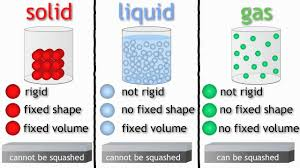 solid
rigid
fixed shape
fixed volume
cannot be squashed
liquid
not rigid
no fixed shape
fixed volume
cannot be squashed
gas
not rigid
no fixed shape
no fixed volume
can be squashed